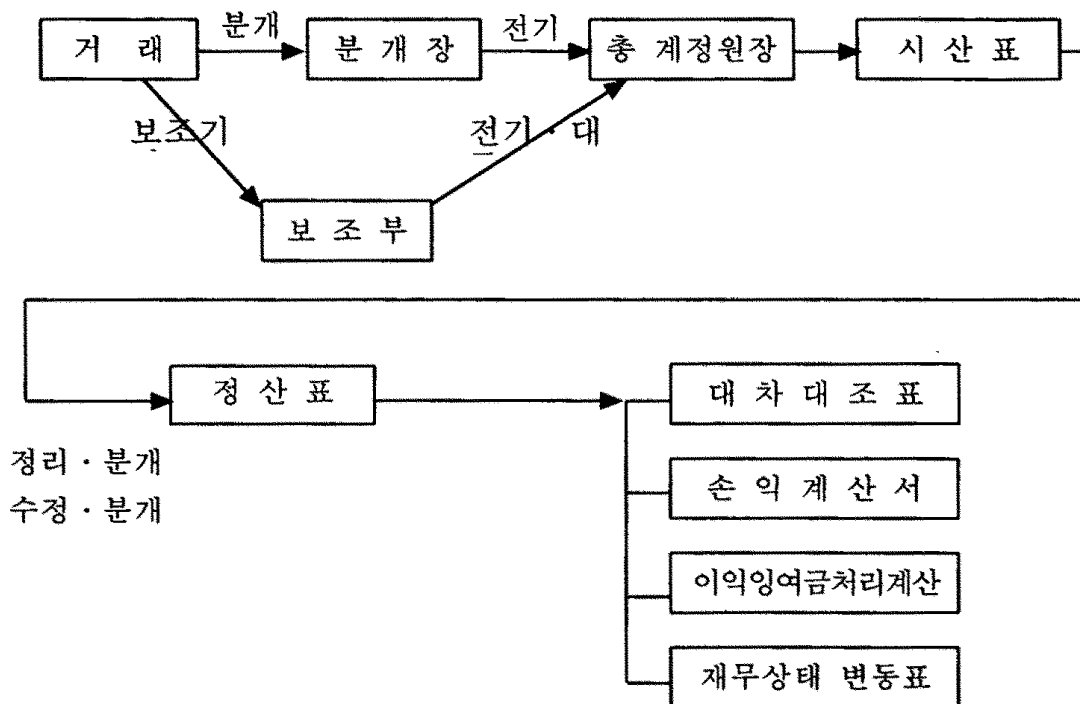 분개
전기
거 래
분 개 장
총 계정원장
시 산 표
보조기
전기 · 대
보 조 부
정 산 표
대 차 대 조 표
정리 · 분개
수정 · 분개
손 익 계 산 서
이익잉여금처리계산
재무상태 변동표